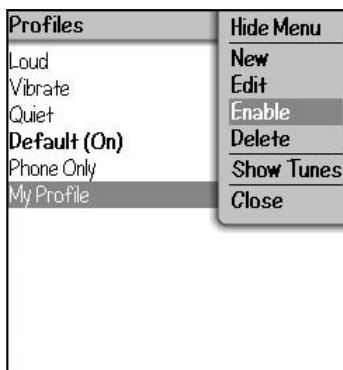 Profiles
Loud
Vibrate
Quiet
Default (On)
Phone Only
My Profile
Hide Menu
New
Edit
Enable
Delete
Show Tunes
Close